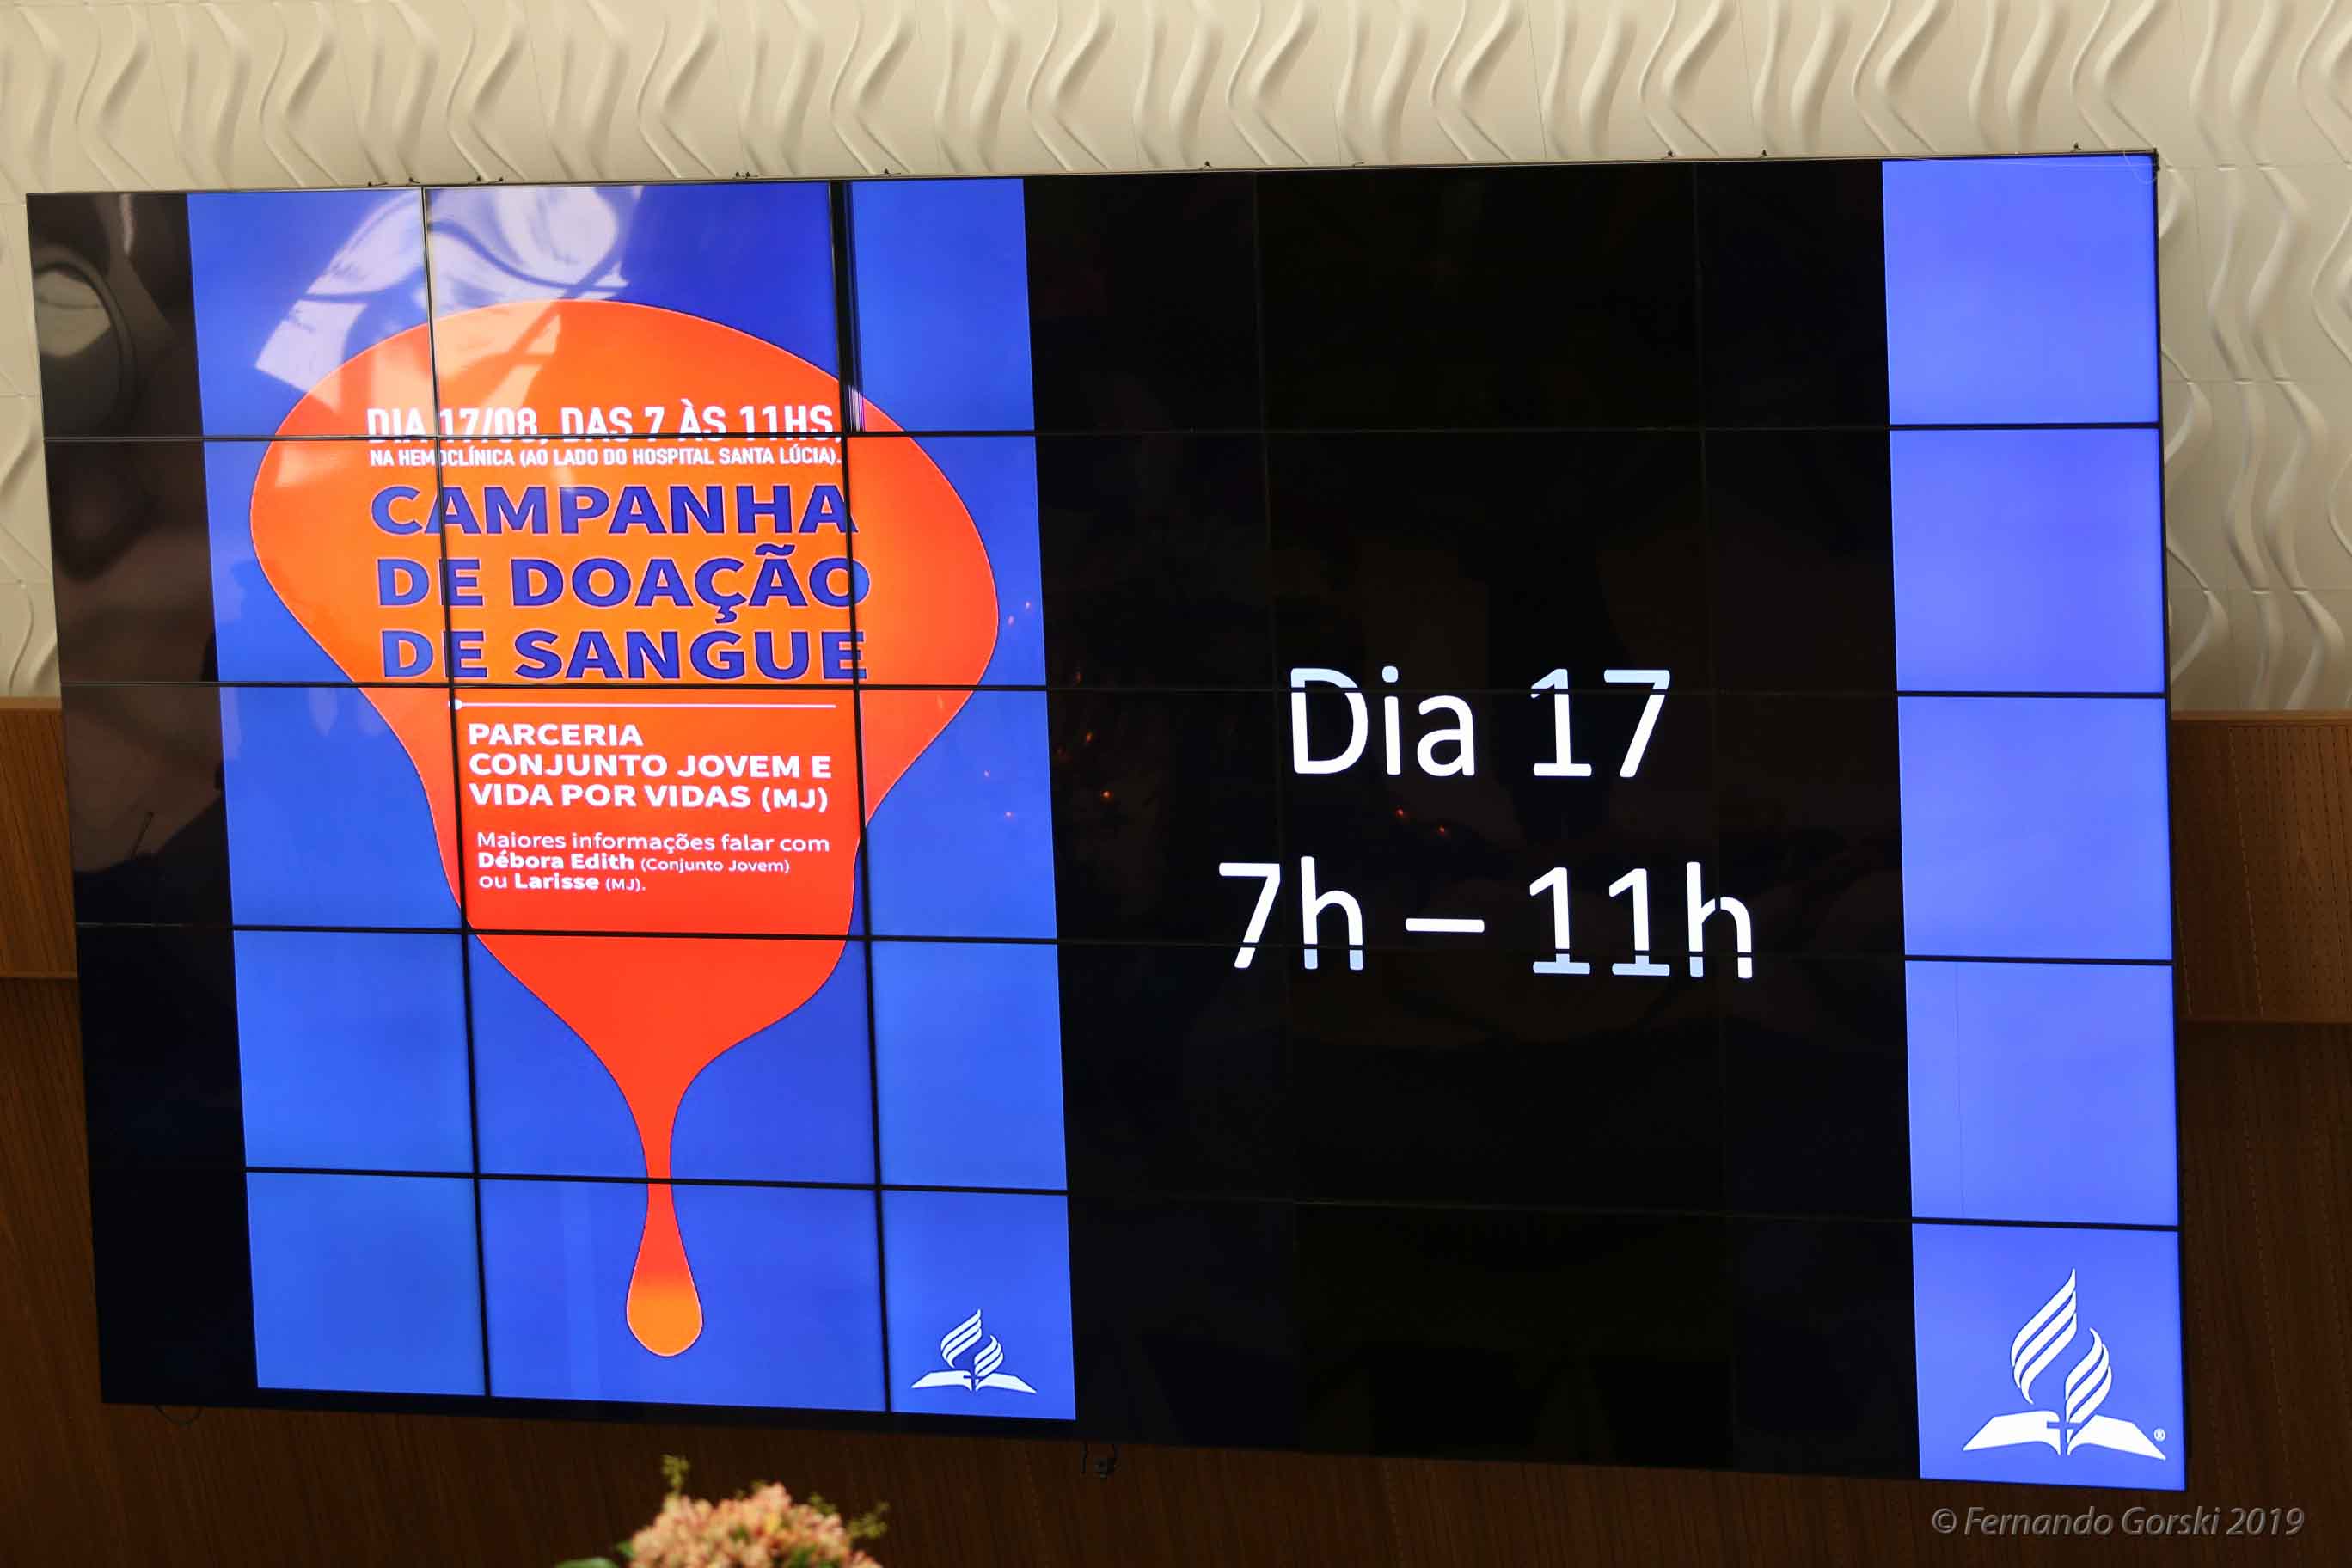 DIA 17/08, DAS 7 ÀS 11HS,
NA HEMOCLÍNICA (AO LADO DO HOSPITAL SANTA LÚCIA).
CAMPANHA
DE DOAÇÃO
DE SANGUE
PARCERIA
CONJUNTO JOVEM E
VIDA POR VIDAS (MJ)
Maiores informações falar com
Débora Edith (Conjunto Jovem)
ou Larisse (MJ).
Dia 17
7h – 11h
®
© Fernando Gorski 2019